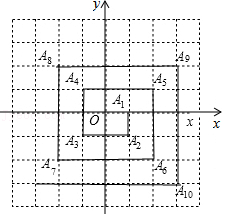 y
A₈ A₉
A₄ A₅
A₁
O x x
A₃ A₂
A₇ A₆
A₁₀